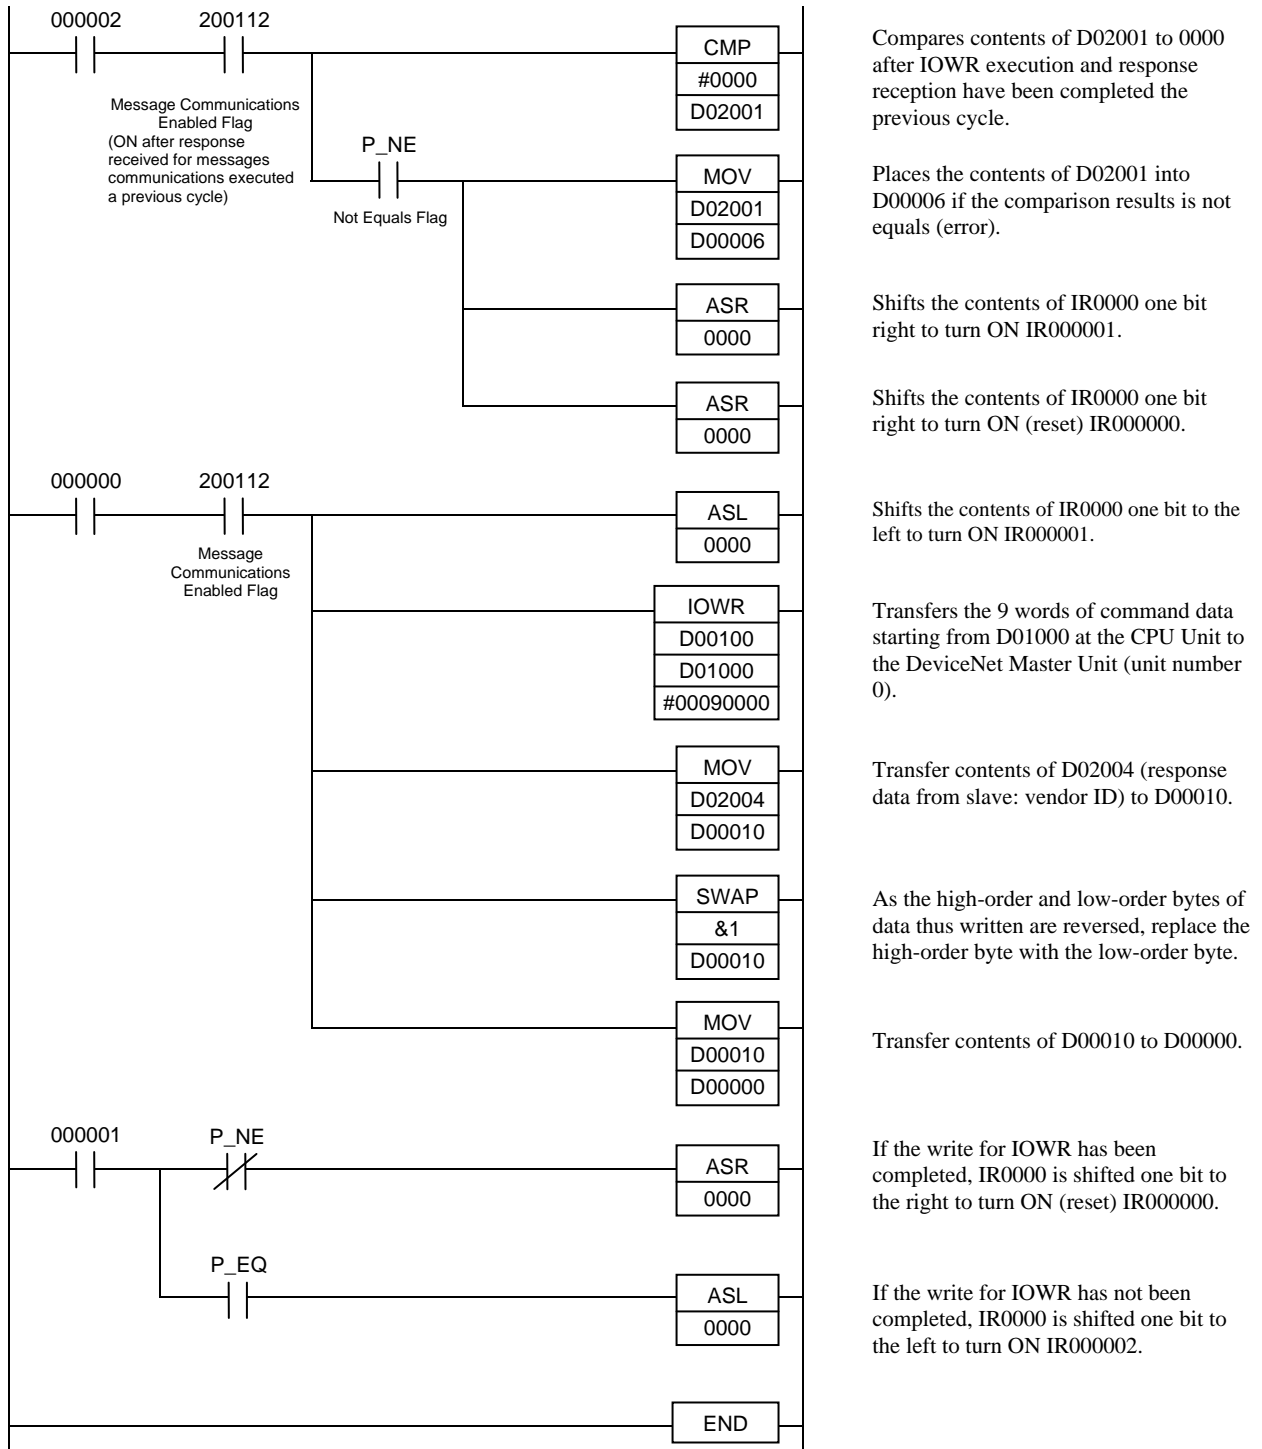 000002 200112
CMP
#0000
D02001
Compares contents of D02001 to 0000
after IOWR execution and response
reception have been completed the
previous cycle.
Message Communications
Enabled Flag
(ON after response
received for messages
communications executed
a previous cycle)
P_NE
Not Equals Flag
MOV
D02001
D00006
Places the contents of D02001 into
D00006 if the comparison results is not
equals (error).
ASR
0000
Shifts the contents of IR0000 one bit
right to turn ON IR000001.
ASR
0000
Shifts the contents of IR0000 one bit
right to turn ON (reset) IR000000.
000000 200112
Message
Communications
Enabled Flag
ASL
0000
Shifts the contents of IR0000 one bit to the
left to turn ON IR000001.
IOWR
D00100
D01000
#00090000
Transfers the 9 words of command data
starting from D01000 at the CPU Unit to
the DeviceNet Master Unit (unit number
0).
MOV
D02004
D00010
Transfer contents of D02004 (response
data from slave: vendor ID) to D00010.
SWAP
&1
D00010
As the high-order and low-order bytes of
data thus written are reversed, replace the
high-order byte with the low-order byte.
MOV
D00010
D00000
Transfer contents of D00010 to D00000.
000001 P_NE
ASR
0000
If the write for IOWR has been
completed, IR0000 is shifted one bit to
the right to turn ON (reset) IR000000.
P_EQ
ASL
0000
If the write for IOWR has not been
completed, IR0000 is shifted one bit to
the left to turn ON IR000002.
END